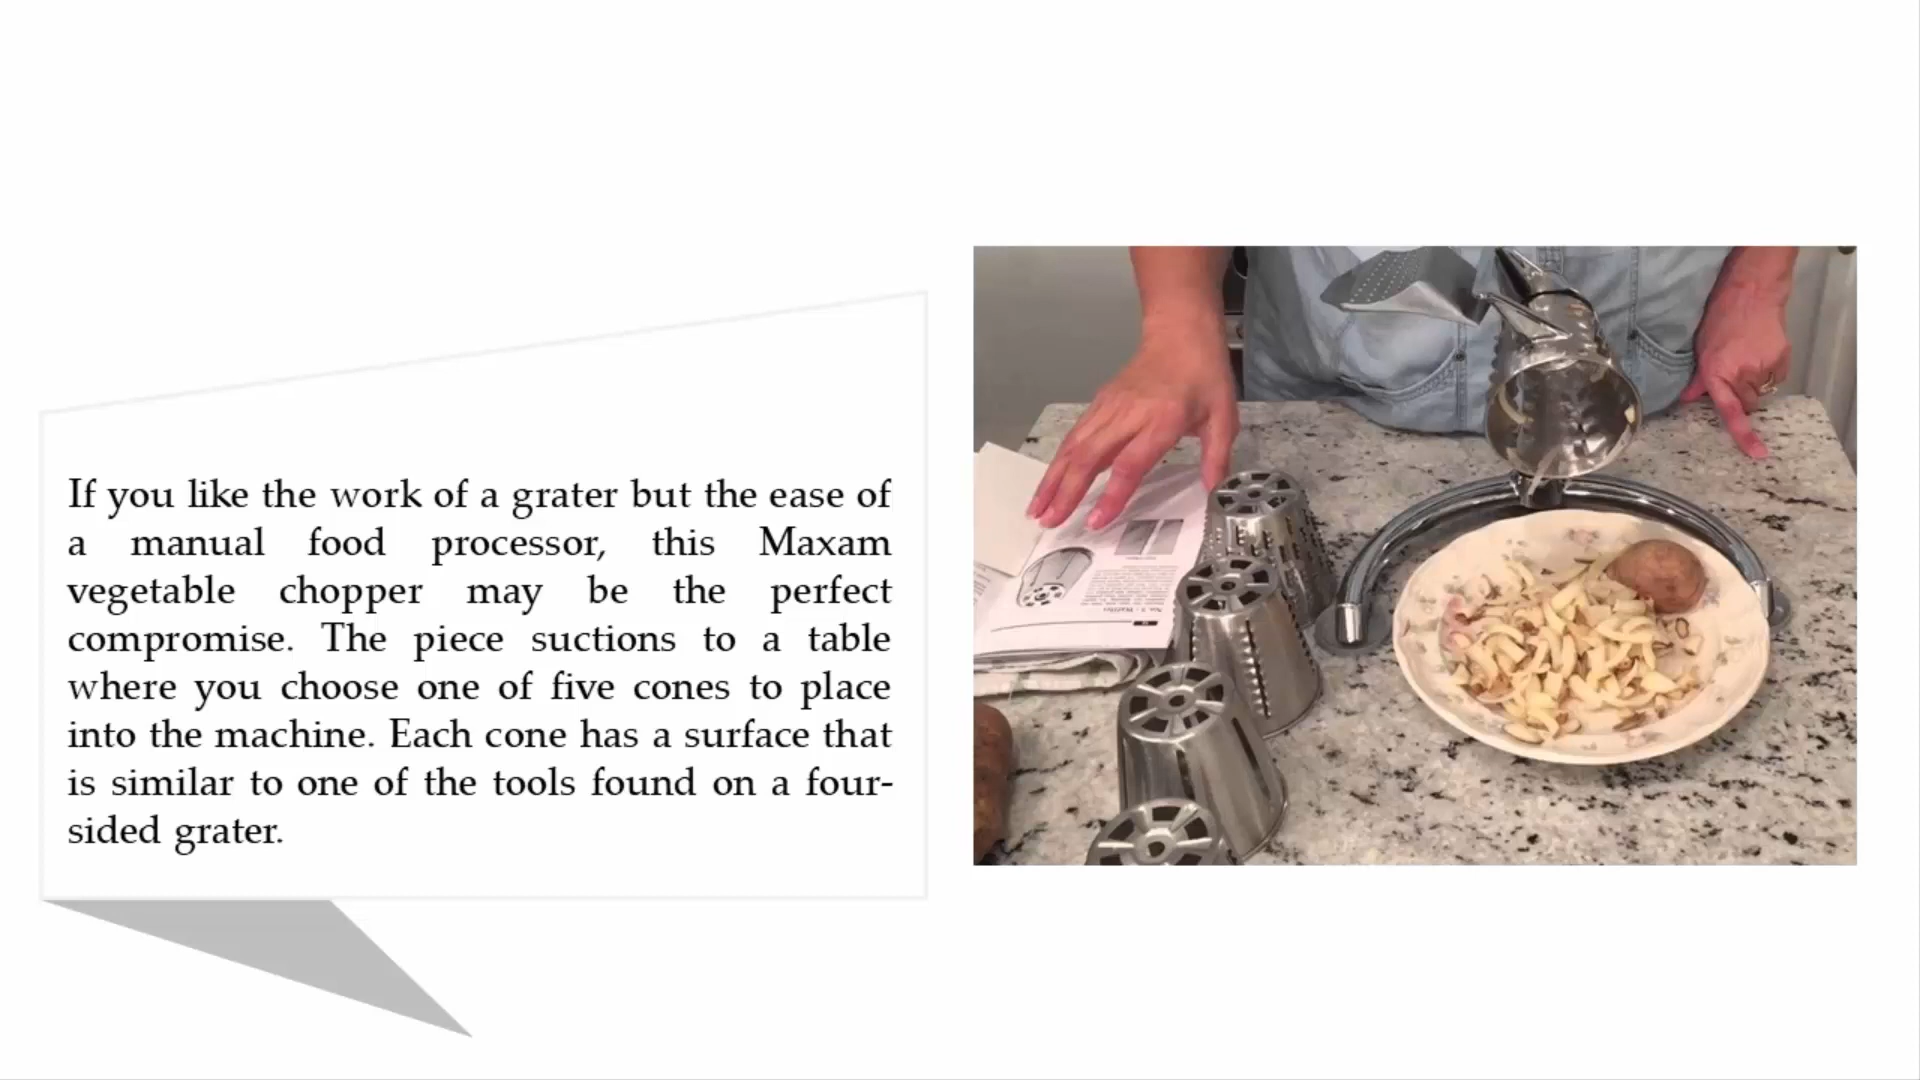 If you like the work of a grater but the ease of
a manual food processor, this Maxam
vegetable chopper may be the perfect
compromise. The piece suctions to a table
where you choose one of five cones to place
into the machine. Each cone has a surface that
is similar to one of the tools found on a four-
sided grater.